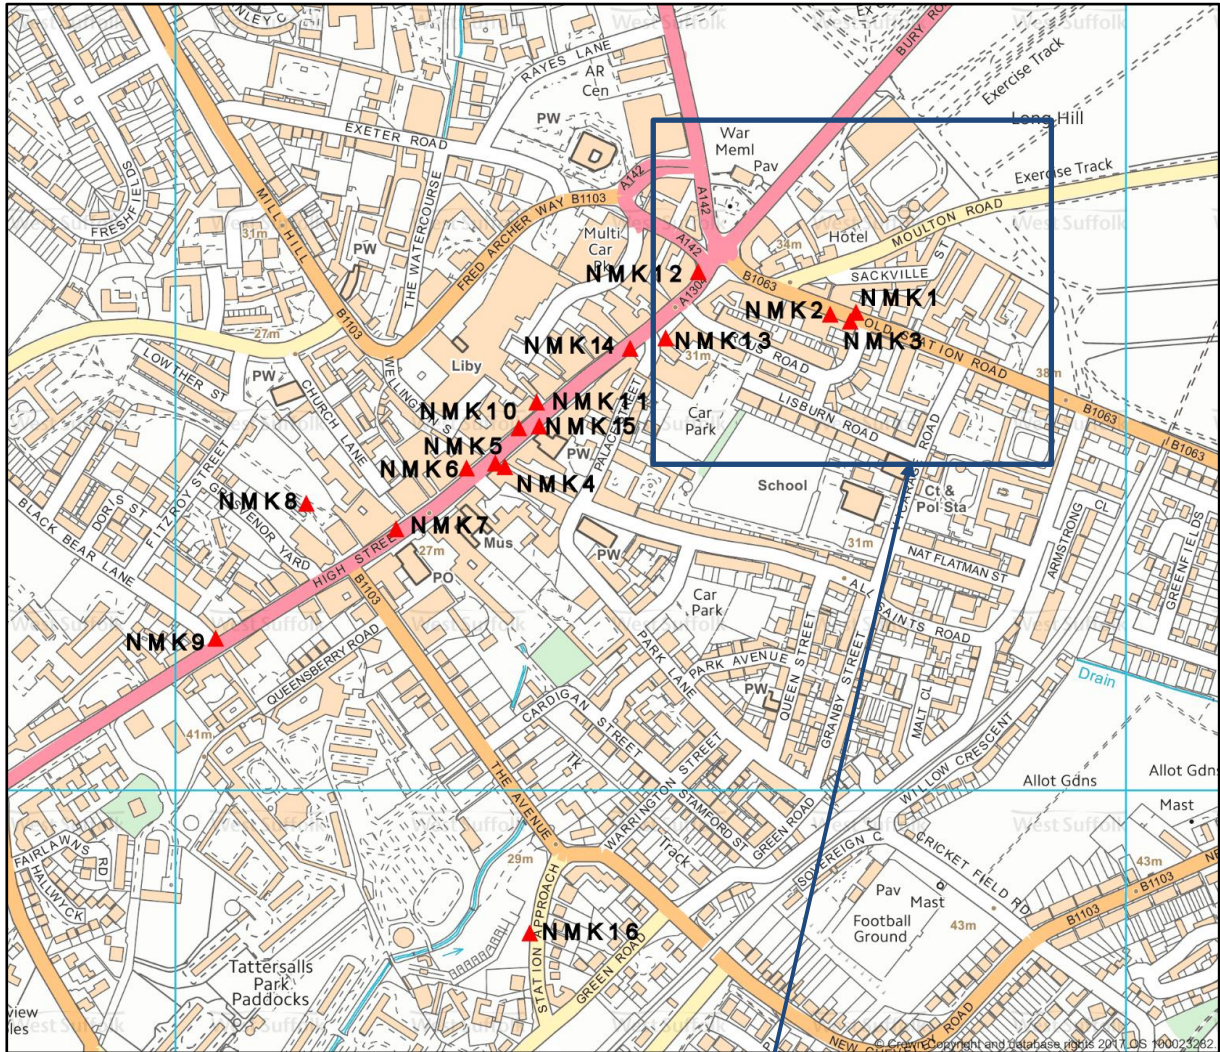 West Suffolk
RAYES LANE
AR
Cen
BURY RO
Exercise Track
Long Hill
PW
War
Meml
Pav
EXETER ROAD
A142
Exercise Track
FRESHFIELDS
MILL HILL
31m
THE WATERCOURSE
FRED ARCHER WAY
B1103
A142
A142
MOULTON ROAD
Hotel
34m
PW
Multi
Car
NMK12
B1063
SACKVILLE ST
A1304
NMK2
NMK1
NMK3
OLD STATION ROAD
27m
B1103
NMK14
NMK13
31m
38m
LOWTHER ST
PW
Liby
WELLINGTON S
CHURCH LANE
NMK10
NMK11
NMK15
PALACE STREET
Car
Park
LISBURN ROAD
B1063
B1063
NMK5
NMK6
NMK4
PW
NMK8
FITZROY STREET
GROSVENOR YARD
DORIS ST
BLACK BEAR LANE
School
VICARAGE ROAD
Ct &
Pol Sta
NMK7
Mus
HIGH STREET
27m
PO
PW
31m
NAT FLATMAN ST
ARMSTRONG CL
GREENFIELDS
B1103
Car
Park
ALL SAINTS ROAD
NMK9
QUEENSBERRY ROAD
PARK LANE
PARK AVENUE
QUEEN STREET
GRANBY STREET
MALT CL
Drain
PW
CARDIGAN STREET
41m
Tk
WARRINGTON STREET
STAMFORD ST
WILLOW CRESCENT
Allot Gdns
Allot Gdns
THE AVENUE
GREEN ROAD
Track
Mast
FAIRLAWNS RD
HALLWYCK
29m
SOVEREIGN C
CRICKET FIELD RD
43m
B1103
B1103
Pav
Mast
Football
Ground
43m
STATION APPROACH
NMK16
GREEN ROAD
Tattersalls
Park
Paddocks
view
les
NEW CHEVELEY ROAD
© Crown Copyright and database rights 2017 OS 100023282.